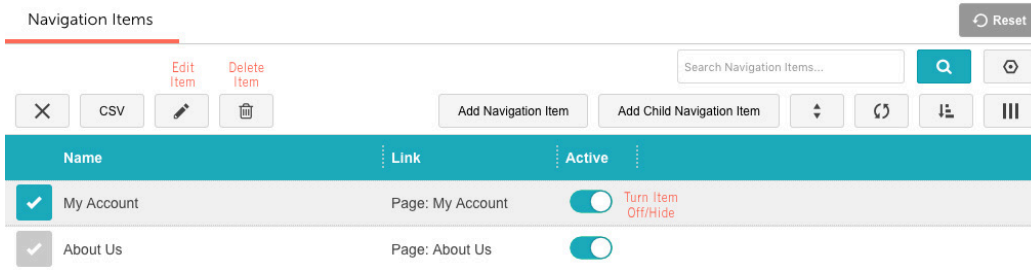 Navigation Items
Reset
Edit
Item
Delete
Item
Search Navigation Items...
CSV
Add Navigation Item
Add Child Navigation Item
Name
Link
Active
My Account
Page: My Account
Turn Item
Off/Hide
About Us
Page: About Us